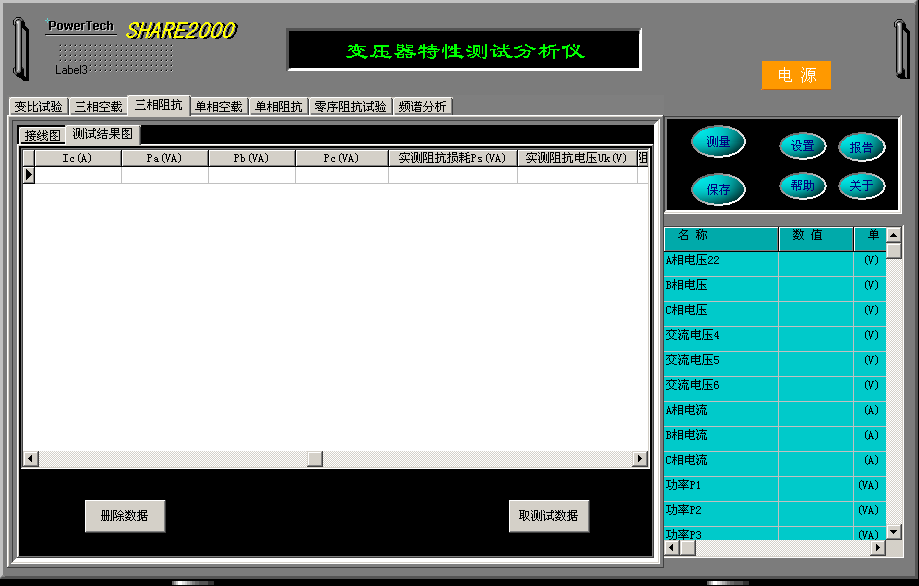 PowerTech SHARE2000
Label3
变压器特性测试分析仪
电 源
变比试验 三相空载 三相阻抗 单相空载 单相阻抗 零序阻抗试验 频谱分析
接线图 测试结果图
Ic(A) Pa(VA) Pb(VA) Pc(VA) 实测阻抗损耗Ps(VA) 实测阻抗电压Uk(V) 阻
删除数据 取测试数据
测量 设置 报告
保存 帮助 关于
名 称 数 值 单
A相电压22 (V)
B相电压 (V)
C相电压 (V)
交流电压4 (V)
交流电压5 (V)
交流电压6 (V)
A相电流 (A)
B相电流 (A)
C相电流 (A)
功率P1 (VA)
功率P2 (VA)
功率P3 (VA)